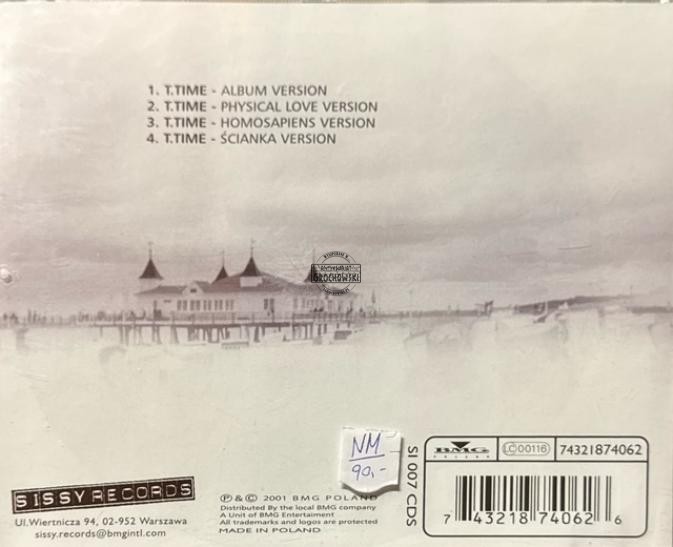 1. T.TIME - ALBUM VERSION
2. T.TIME - PHYSICAL LOVE VERSION
3. T.TIME - HOMOSAPIENS VERSION
4. T.TIME - ŚCIANKA VERSION
GROCHOWSKI
NM
90,-
SI 007 CDS
BMG
POLAND
LC 00116
74321874062
7 43218 74062 6
SISSY RECORDS
Ul.Wiertnicza 94, 02-952 Warszawa
sissy.records@bmgintl.com
℗ & © 2001 BMG POLAND
Distributed By the local BMG company
A Unit of BMG Entertaiment
All trademarks and logos are protected
MADE IN POLAND